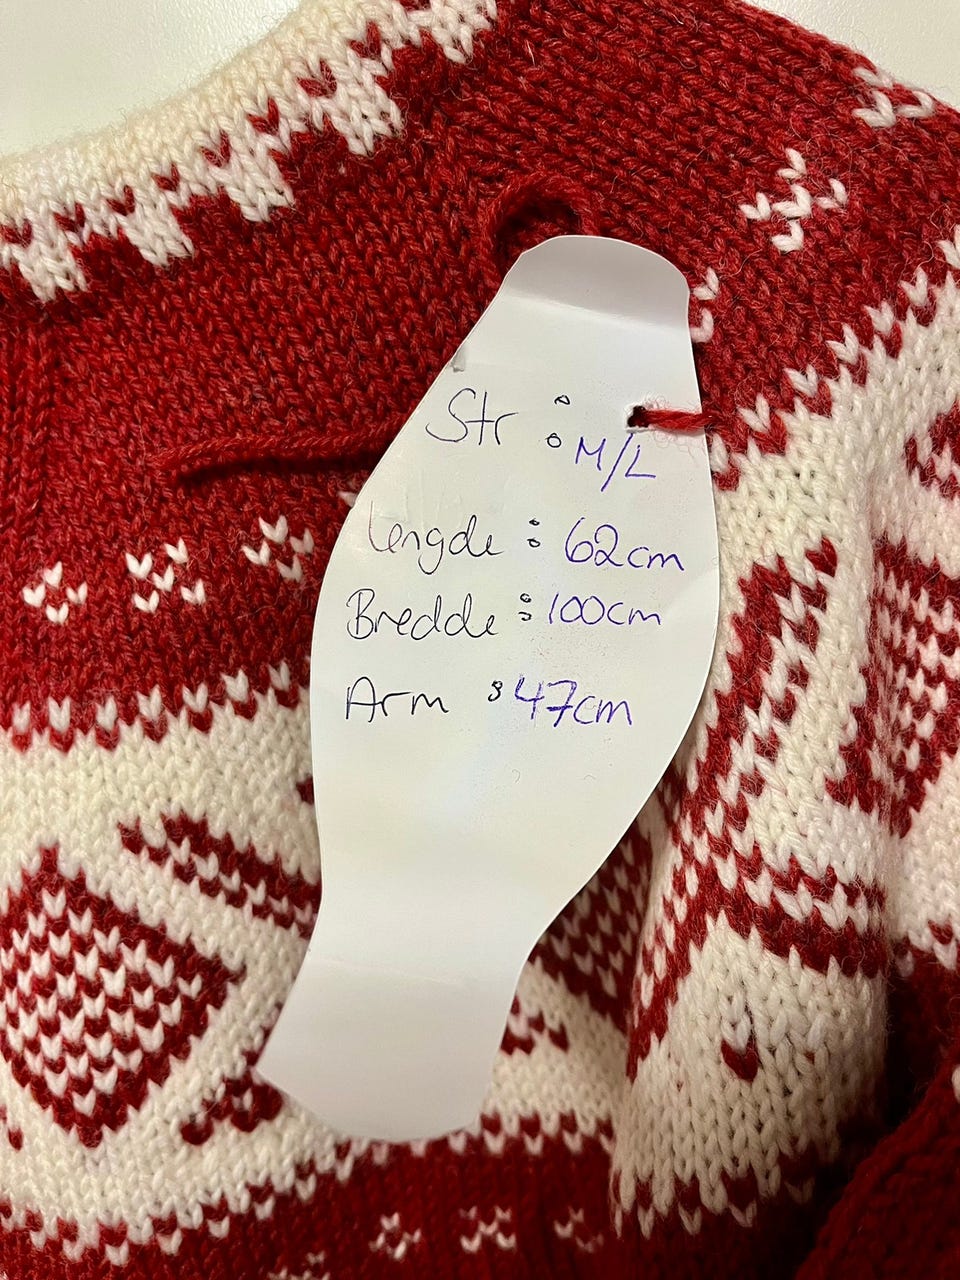 Str : M/L
Lengde : 62cm
Bredde : 100cm
Arm : 47cm